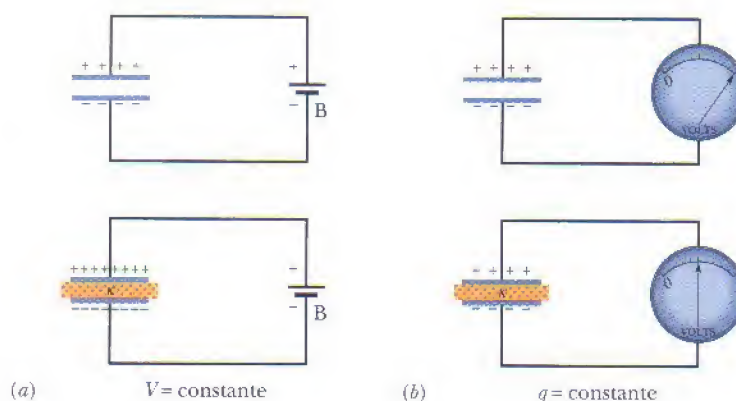 + + + +
+
− − − −
−
B
+ + + +
0
− − − −
VOLTS
++++++++
+
κ
−
B
− − − − − − − −
+ + + +
0
κ
− − − −
VOLTS
(a) V = constante
(b) q = constante